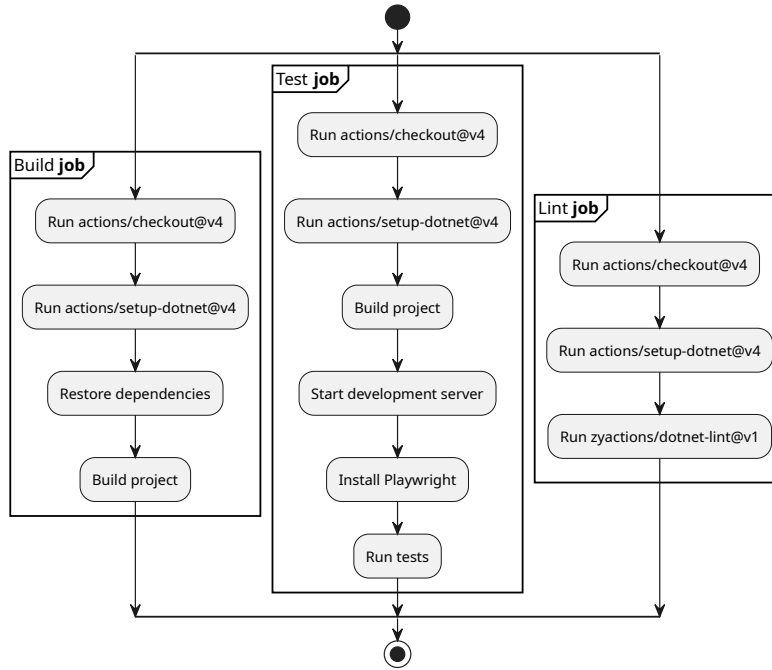 Build job
Run actions/checkout@v4
Run actions/setup-dotnet@v4
Restore dependencies
Build project
Test job
Run actions/checkout@v4
Run actions/setup-dotnet@v4
Build project
Start development server
Install Playwright
Run tests
Lint job
Run actions/checkout@v4
Run actions/setup-dotnet@v4
Run zyactions/dotnet-lint@v1